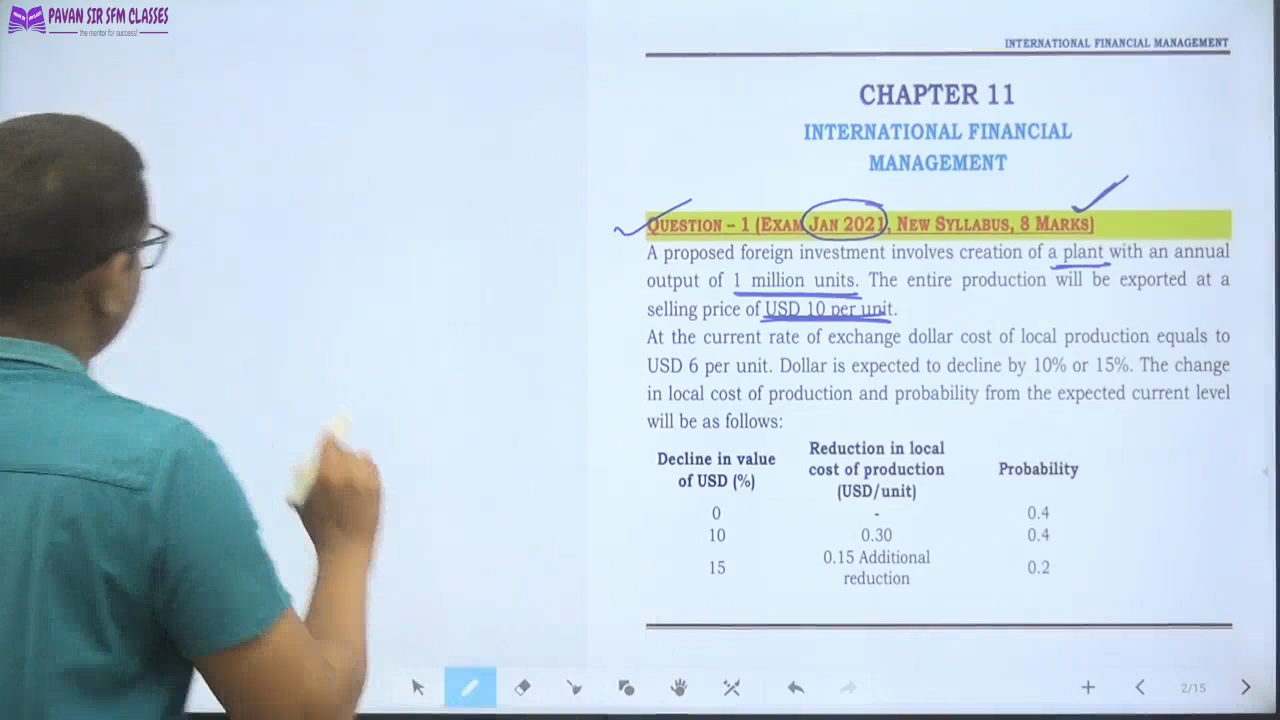 PAVAN SIR SFM CLASSES
the mentor for success!
INTERNATIONAL FINANCIAL MANAGEMENT
CHAPTER 11
INTERNATIONAL FINANCIAL
MANAGEMENT
QUESTION – 1 (EXAM JAN 2021, NEW SYLLABUS, 8 MARKS)
A proposed foreign investment involves creation of a plant with an annual
output of 1 million units. The entire production will be exported at a
selling price of USD 10 per unit.
At the current rate of exchange dollar cost of local production equals to
USD 6 per unit. Dollar is expected to decline by 10% or 15%. The change
in local cost of production and probability from the expected current level
will be as follows:
Decline in value of USD (%) Reduction in local cost of production (USD/unit) Probability
0 - 0.4
10 0.30 0.4
15 0.15 Additional reduction 0.2
2/15